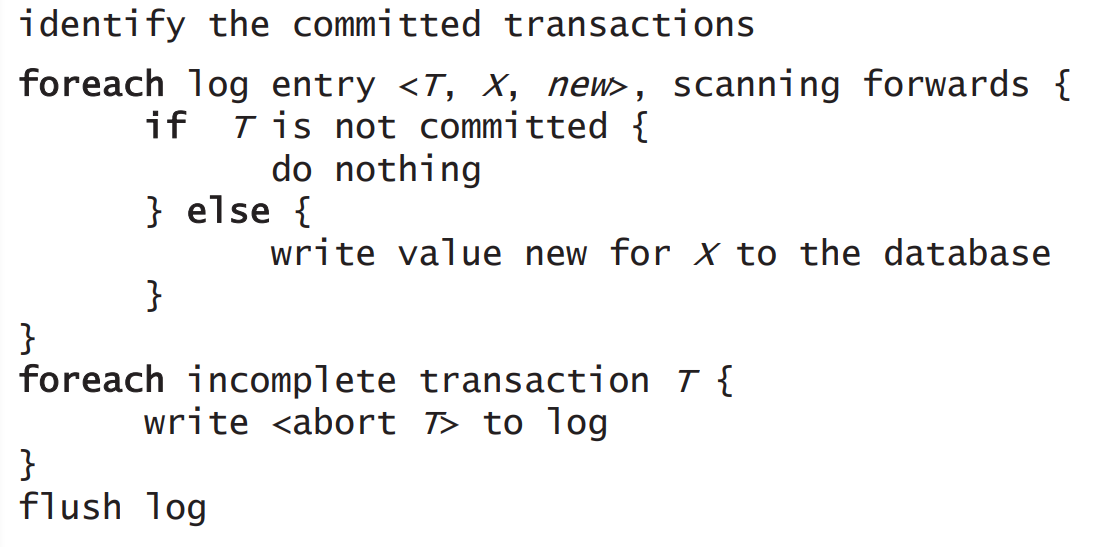 identify the committed transactions
foreach log entry <T, X, new>, scanning forwards {
if T is not committed {
do nothing
} else {
write value new for X to the database
}
}
foreach incomplete transaction T {
write <abort T> to log
}
flush log